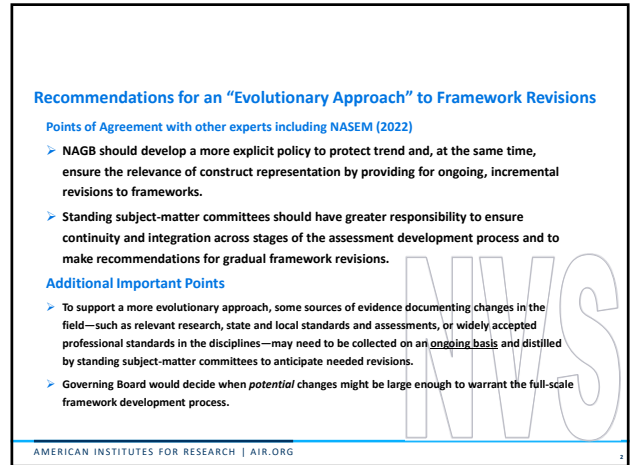 Recommendations for an “Evolutionary Approach” to Framework Revisions
Points of Agreement with other experts including NASEM (2022)
➢ NAGB should develop a more explicit policy to protect trend and, at the same time,
ensure the relevance of construct representation by providing for ongoing, incremental
revisions to frameworks.
➢ Standing subject-matter committees should have greater responsibility to ensure
continuity and integration across stages of the assessment development process and to
make recommendations for gradual framework revisions.
Additional Important Points
➢ To support a more evolutionary approach, some sources of evidence documenting changes in the
field—such as relevant research, state and local standards and assessments, or widely accepted
professional standards in the disciplines—may need to be collected on an ongoing basis and distilled
by standing subject-matter committees to anticipate needed revisions.
➢ Governing Board would decide when potential changes might be large enough to warrant the full-scale
framework development process.
NVS
AMERICAN INSTITUTES FOR RESEARCH | AIR.ORG
2